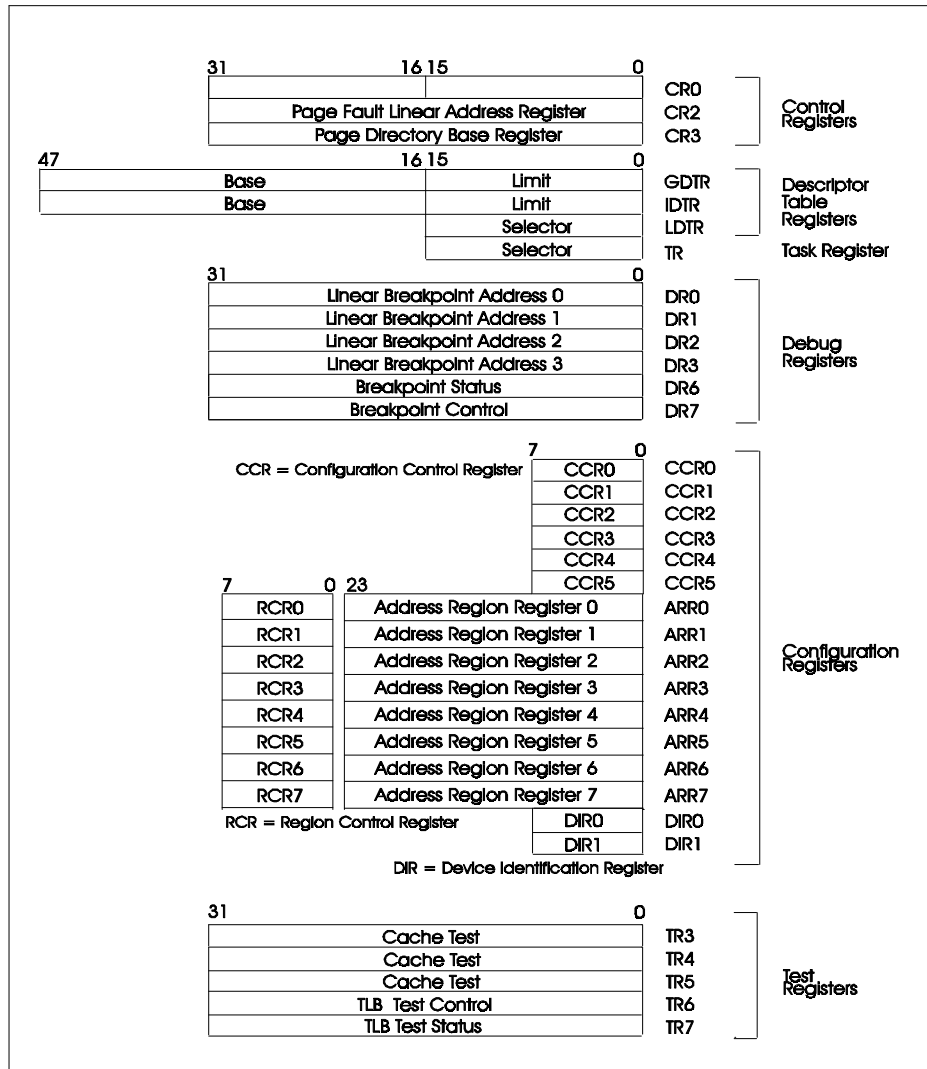 31 16 15 0
CR0
Page Fault Linear Address Register CR2 Control Registers
Page Directory Base Register CR3
47 16 15 0
Base Limit GDTR Descriptor
Base Limit IDTR Table
Selector LDTR Registers
Selector TR Task Register
31 0
Linear Breakpoint Address 0 DR0
Linear Breakpoint Address 1 DR1
Linear Breakpoint Address 2 DR2 Debug
Linear Breakpoint Address 3 DR3 Registers
Breakpoint Status DR6
Breakpoint Control DR7
7 0
CCR = Configuration Control Register CCR0 CCR0
CCR1 CCR1
CCR2 CCR2
CCR3 CCR3
CCR4 CCR4
CCR5 CCR5
7 0 23
RCR0 Address Region Register 0 ARR0
RCR1 Address Region Register 1 ARR1
RCR2 Address Region Register 2 ARR2 Configuration Registers
RCR3 Address Region Register 3 ARR3
RCR4 Address Region Register 4 ARR4
RCR5 Address Region Register 5 ARR5
RCR6 Address Region Register 6 ARR6
RCR7 Address Region Register 7 ARR7
RCR = Region Control Register DIR0 DIR0
DIR1 DIR1
DIR = Device Identification Register
31 0
Cache Test TR3
Cache Test TR4
Cache Test TR5 Test Registers
TLB Test Control TR6
TLB Test Status TR7